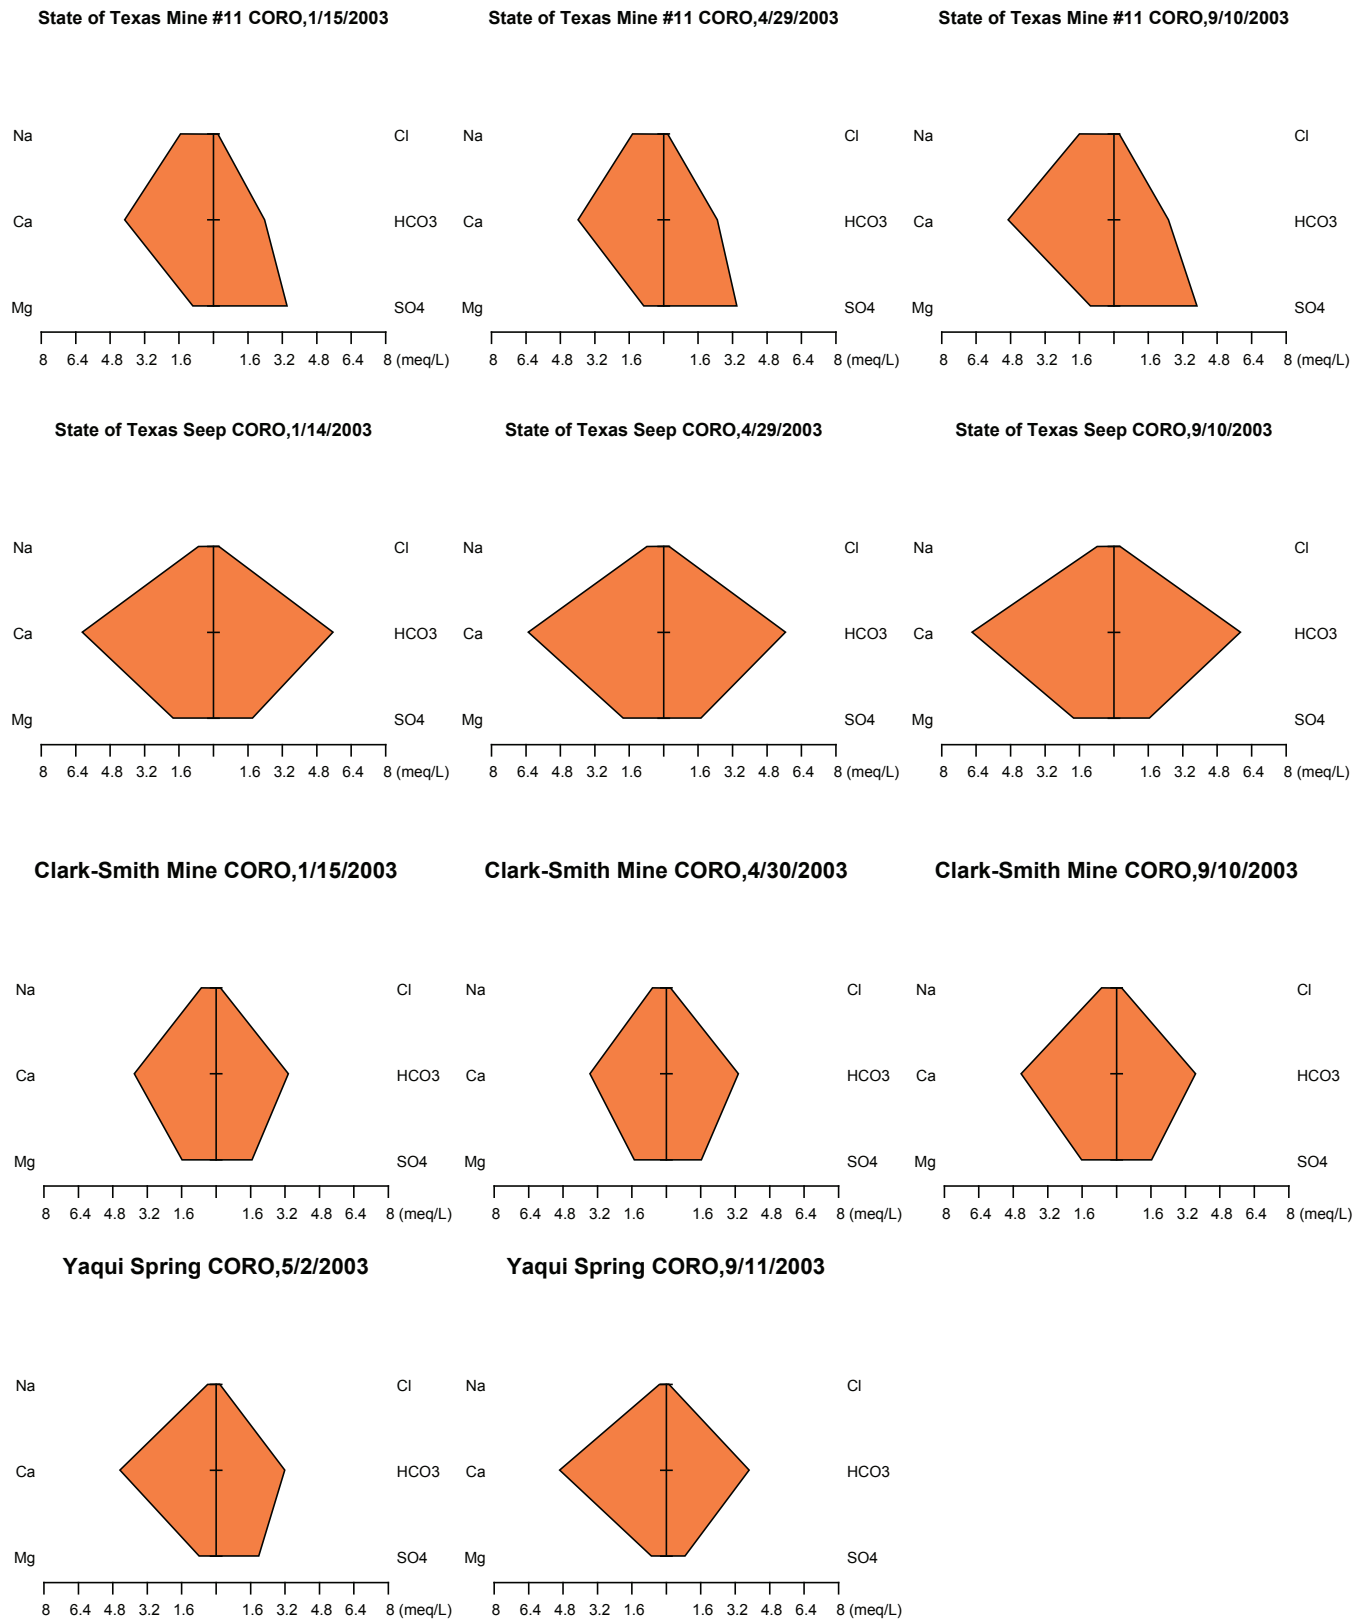 State of Texas Mine #11 CORO,1/15/2003 State of Texas Mine #11 CORO,4/29/2003 State of Texas Mine #11 CORO,9/10/2003
Na Cl Na Cl Na Cl
Ca HCO3 Ca HCO3 Ca HCO3
Mg SO4 Mg SO4 Mg SO4
8 6.4 4.8 3.2 1.6 1.6 3.2 4.8 6.4 8 (meq/L) 8 6.4 4.8 3.2 1.6 1.6 3.2 4.8 6.4 8 (meq/L) 8 6.4 4.8 3.2 1.6 1.6 3.2 4.8 6.4 8 (meq/L)
State of Texas Seep CORO,1/14/2003 State of Texas Seep CORO,4/29/2003 State of Texas Seep CORO,9/10/2003
Na Cl Na Cl Na Cl
Ca HCO3 Ca HCO3 Ca HCO3
Mg SO4 Mg SO4 Mg SO4
8 6.4 4.8 3.2 1.6 1.6 3.2 4.8 6.4 8 (meq/L) 8 6.4 4.8 3.2 1.6 1.6 3.2 4.8 6.4 8 (meq/L) 8 6.4 4.8 3.2 1.6 1.6 3.2 4.8 6.4 8 (meq/L)
Clark-Smith Mine CORO,1/15/2003 Clark-Smith Mine CORO,4/30/2003 Clark-Smith Mine CORO,9/10/2003
Na Cl Na Cl Na Cl
Ca HCO3 Ca HCO3 Ca HCO3
Mg SO4 Mg SO4 Mg SO4
8 6.4 4.8 3.2 1.6 1.6 3.2 4.8 6.4 8 (meq/L) 8 6.4 4.8 3.2 1.6 1.6 3.2 4.8 6.4 8 (meq/L) 8 6.4 4.8 3.2 1.6 1.6 3.2 4.8 6.4 8 (meq/L)
Yaqui Spring CORO,5/2/2003 Yaqui Spring CORO,9/11/2003
Na Cl Na Cl
Ca HCO3 Ca HCO3
Mg SO4 Mg SO4
8 6.4 4.8 3.2 1.6 1.6 3.2 4.8 6.4 8 (meq/L) 8 6.4 4.8 3.2 1.6 1.6 3.2 4.8 6.4 8 (meq/L)